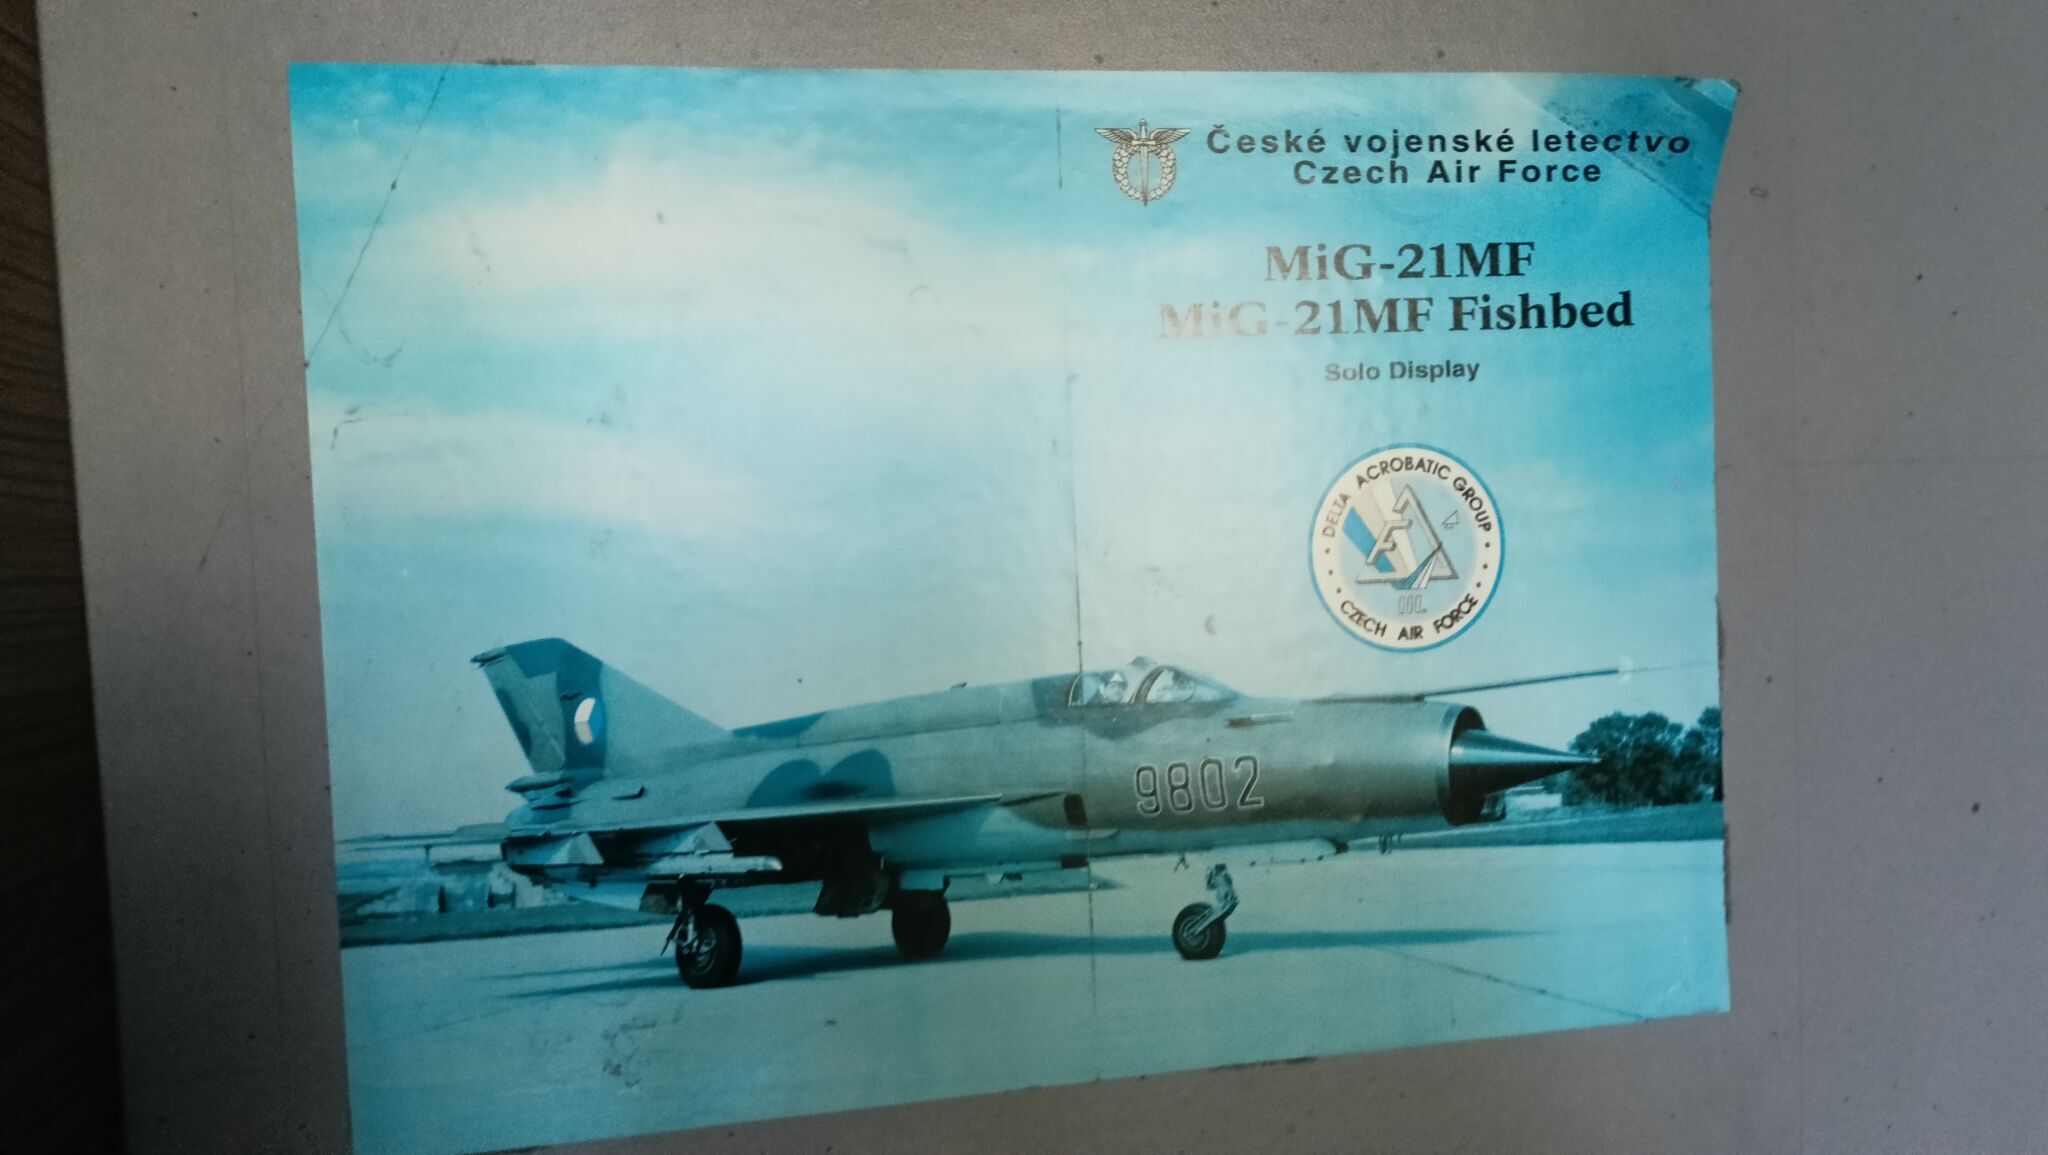 České vojenské letectvo
Czech Air Force
MiG-21MF
MiG-21MF Fishbed
Solo Display
DELTA ACROBATIC GROUP
III.
CZECH AIR FORCE
9802